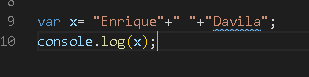 9 var x= "Enrique"+" "+"Davila";
10 console.log(x);